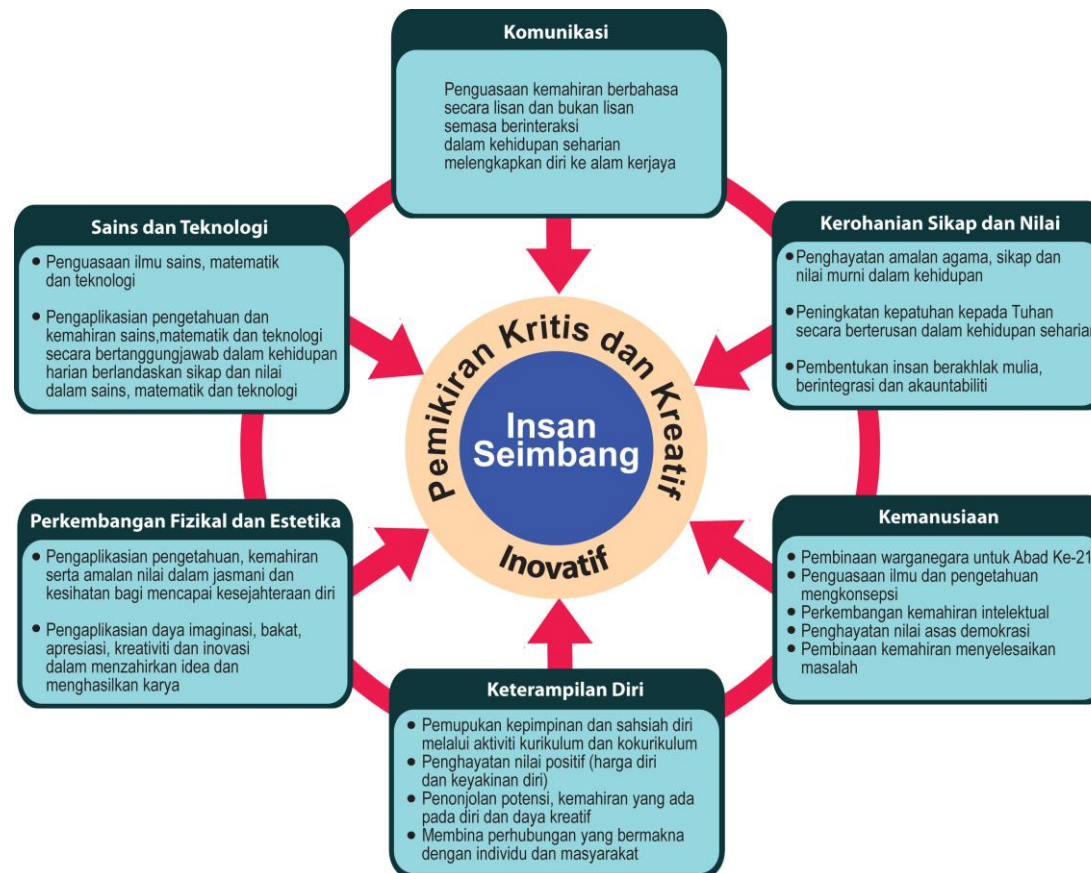 Komunikasi
Penguasaan kemahiran berbahasa
secara lisan dan bukan lisan
semasa berinteraksi
dalam kehidupan seharian
melengkapkan diri ke alam kerjaya
Sains dan Teknologi
• Penguasaan ilmu sains, matematik
dan teknologi
• Pengaplikasian pengetahuan dan
kemahiran sains,matematik dan teknologi
secara bertanggungjawab dalam kehidupan
harian berlandaskan sikap dan nilai
dalam sains, matematik dan teknologi
Kerohanian Sikap dan Nilai
• Penghayatan amalan agama, sikap dan
nilai murni dalam kehidupan
• Peningkatan kepatuhan kepada Tuhan
secara berterusan dalam kehidupan seharian
• Pembentukan insan berakhlak mulia,
berintegrasi dan akauntabiliti
Pemikiran Kritis dan Kreatif
Insan
Seimbang
Inovatif
Perkembangan Fizikal dan Estetika
• Pengaplikasian pengetahuan, kemahiran
serta amalan nilai dalam jasmani dan
kesihatan bagi mencapai kesejahteraan diri
• Pengaplikasian daya imaginasi, bakat,
apresiasi, kreativiti dan inovasi
dalam menzahirkan idea dan
menghasilkan karya
Kemanusiaan
• Pembinaan warganegara untuk Abad Ke-21
• Penguasaan ilmu dan pengetahuan
mengkonsepsi
• Perkembangan kemahiran intelektual
• Penghayatan nilai asas demokrasi
• Pembinaan kemahiran menyelesaikan
masalah
Keterampilan Diri
• Pemupukan kepimpinan dan sahsiah diri
melalui aktiviti kurikulum dan kokurikulum
• Penghayatan nilai positif (harga diri
dan keyakinan diri)
• Penonjolan potensi, kemahiran yang ada
pada diri dan daya kreatif
• Membina perhubungan yang bermakna
dengan individu dan masyarakat